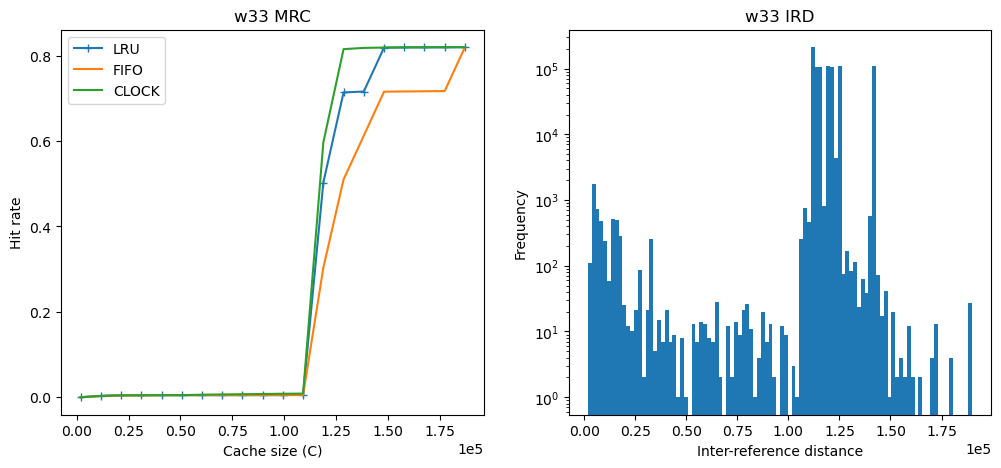 w33 MRC
LRU
FIFO
CLOCK
0.8
0.6
0.4
0.2
0.0
Hit rate
0.00 0.25 0.50 0.75 1.00 1.25 1.50 1.75
1e5
Cache size (C)
w33 IRD
10^5
10^4
10^3
10^2
10^1
10^0
Frequency
0.00 0.25 0.50 0.75 1.00 1.25 1.50 1.75
1e5
Inter-reference distance